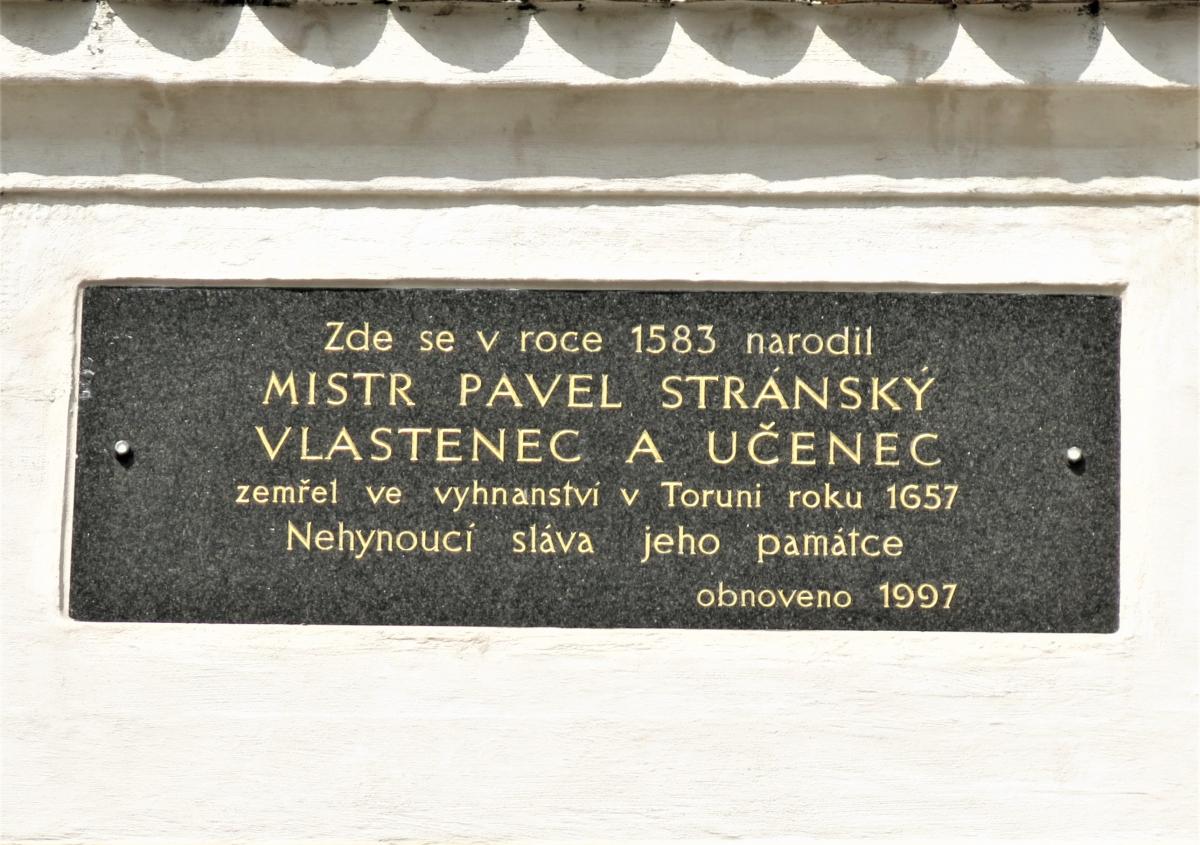 Zde se v roce 1583 narodil
MISTR PAVEL STRÁNSKÝ
VLASTENEC A UČENEC
zemřel ve vyhnanství v Toruni roku 1657
Nehynoucí sláva jeho památce
obnoveno 1997